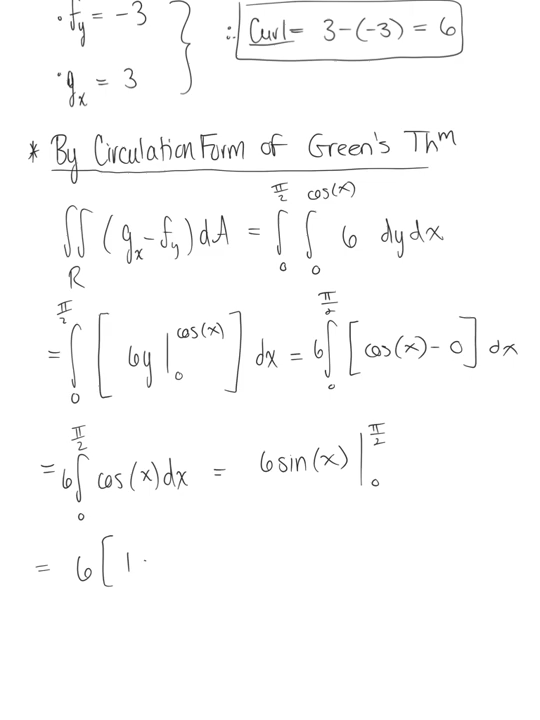 • f_y = -3
• g_x = 3 } ∴ Curl = 3-(-3) = 6
* By Circulation Form of Green's Th^m
∬_R (g_x - f_y) dA = ∫_0^{π/2} ∫_0^{cos(x)} 6 dy dx
= ∫_0^{π/2} [ 6y |_0^{cos(x)} ] dx = 6 ∫_0^{π/2} [cos(x) - 0] dx
= 6 ∫_0^{π/2} cos(x) dx = 6 sin(x) |_0^{π/2}
= 6 [ 1 ·